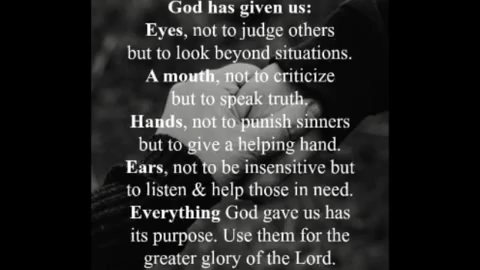 God has given us:
Eyes, not to judge others
but to look beyond situations.
A mouth, not to criticize
but to speak truth.
Hands, not to punish sinners
but to give a helping hand.
Ears, not to be insensitive but
to listen & help those in need.
Everything God gave us has
its purpose. Use them for the
greater glory of the Lord.